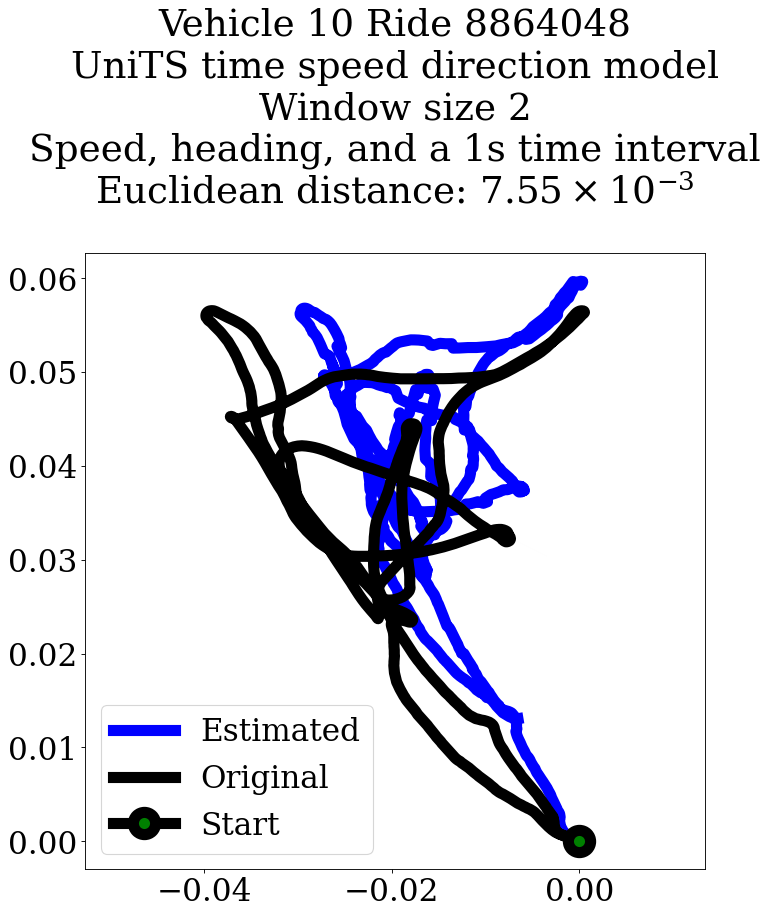 Vehicle 10 Ride 8864048
UniTS time speed direction model
Window size 2
Speed, heading, and a 1s time interval
Euclidean distance: 7.55 × 10⁻³
0.06
0.05
0.04
0.03
0.02
0.01
0.00
Estimated
Original
Start
−0.04
−0.02
0.00